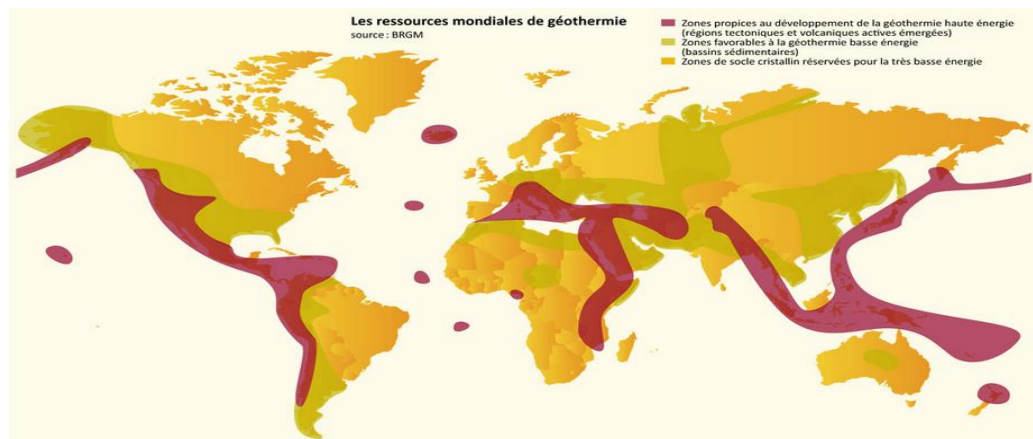 Les ressources mondiales de géothermie
source : BRGM
Zones propices au développement de la géothermie haute énergie
(régions tectoniques et volcaniques actives émergées)
Zones favorables à la géothermie basse énergie
(bassins sédimentaires)
Zones de socle cristallin réservées pour la très basse énergie